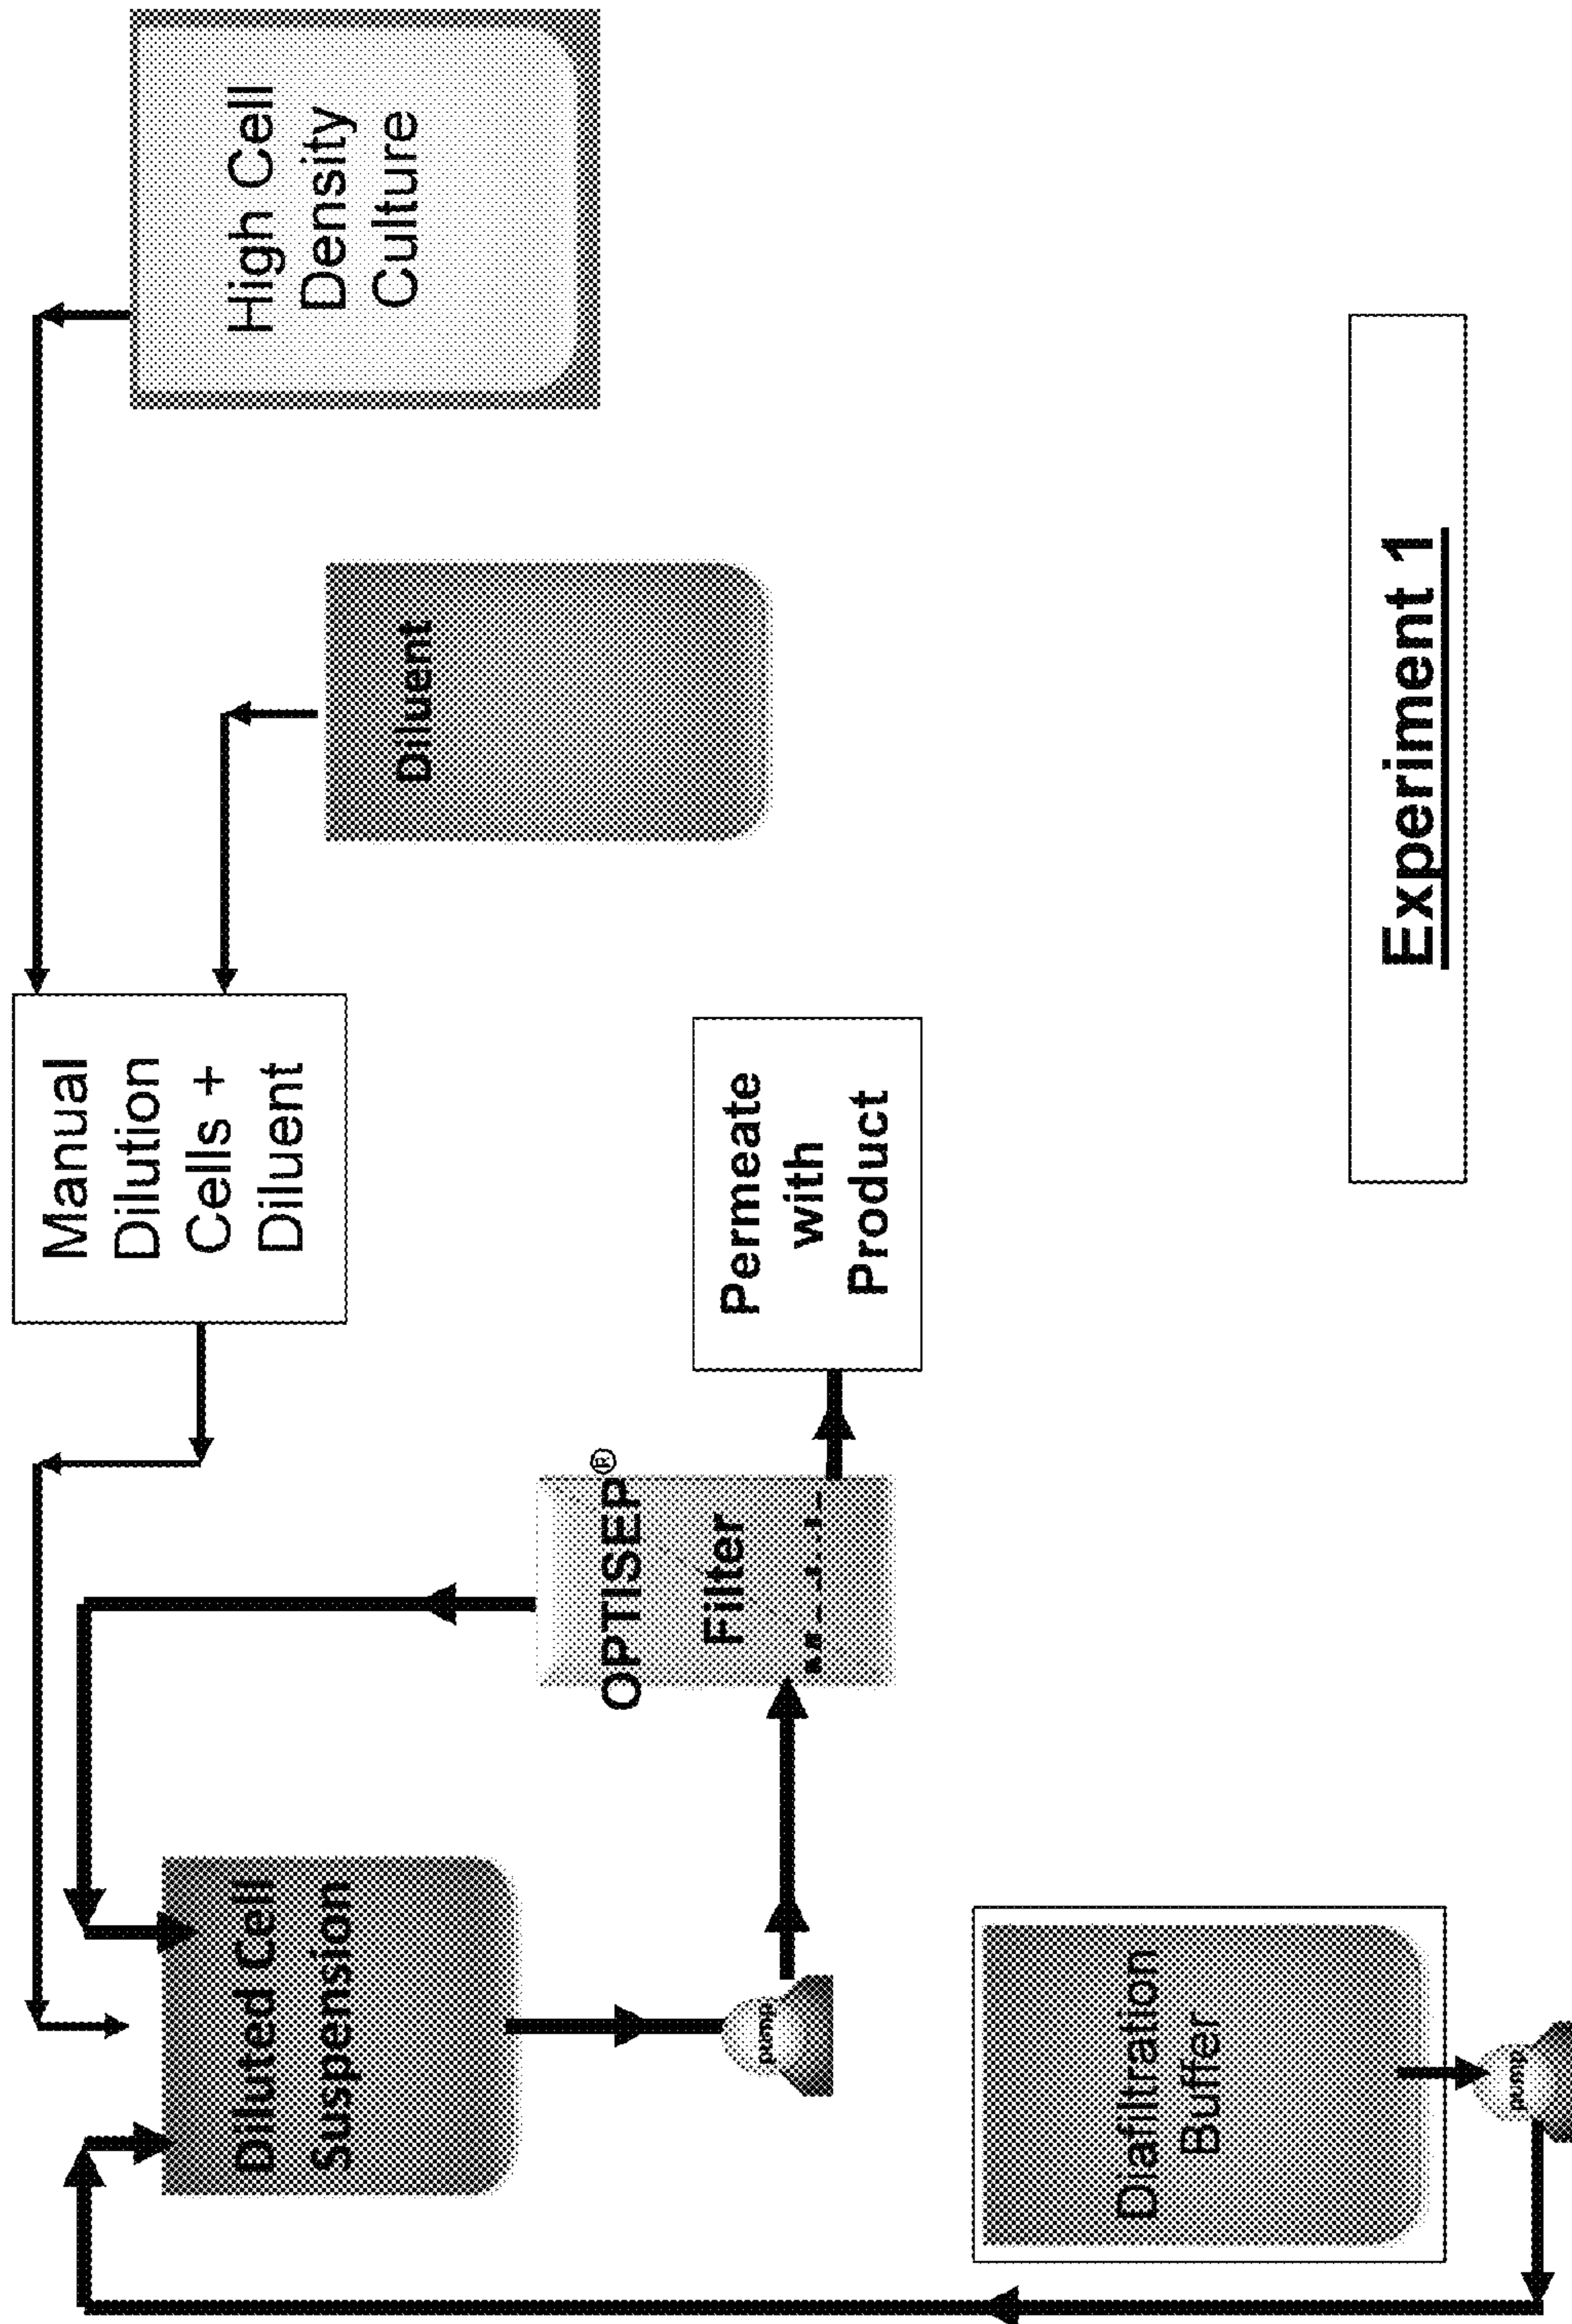 High Cell
Density
Culture
Diluent
Manual
Dilution
Cells +
Diluent
Permeate
with
Product
OPTISEP®
Filter
Diluted Cell
Suspension
pump
Diafiltration
Buffer
pump
Experiment 1